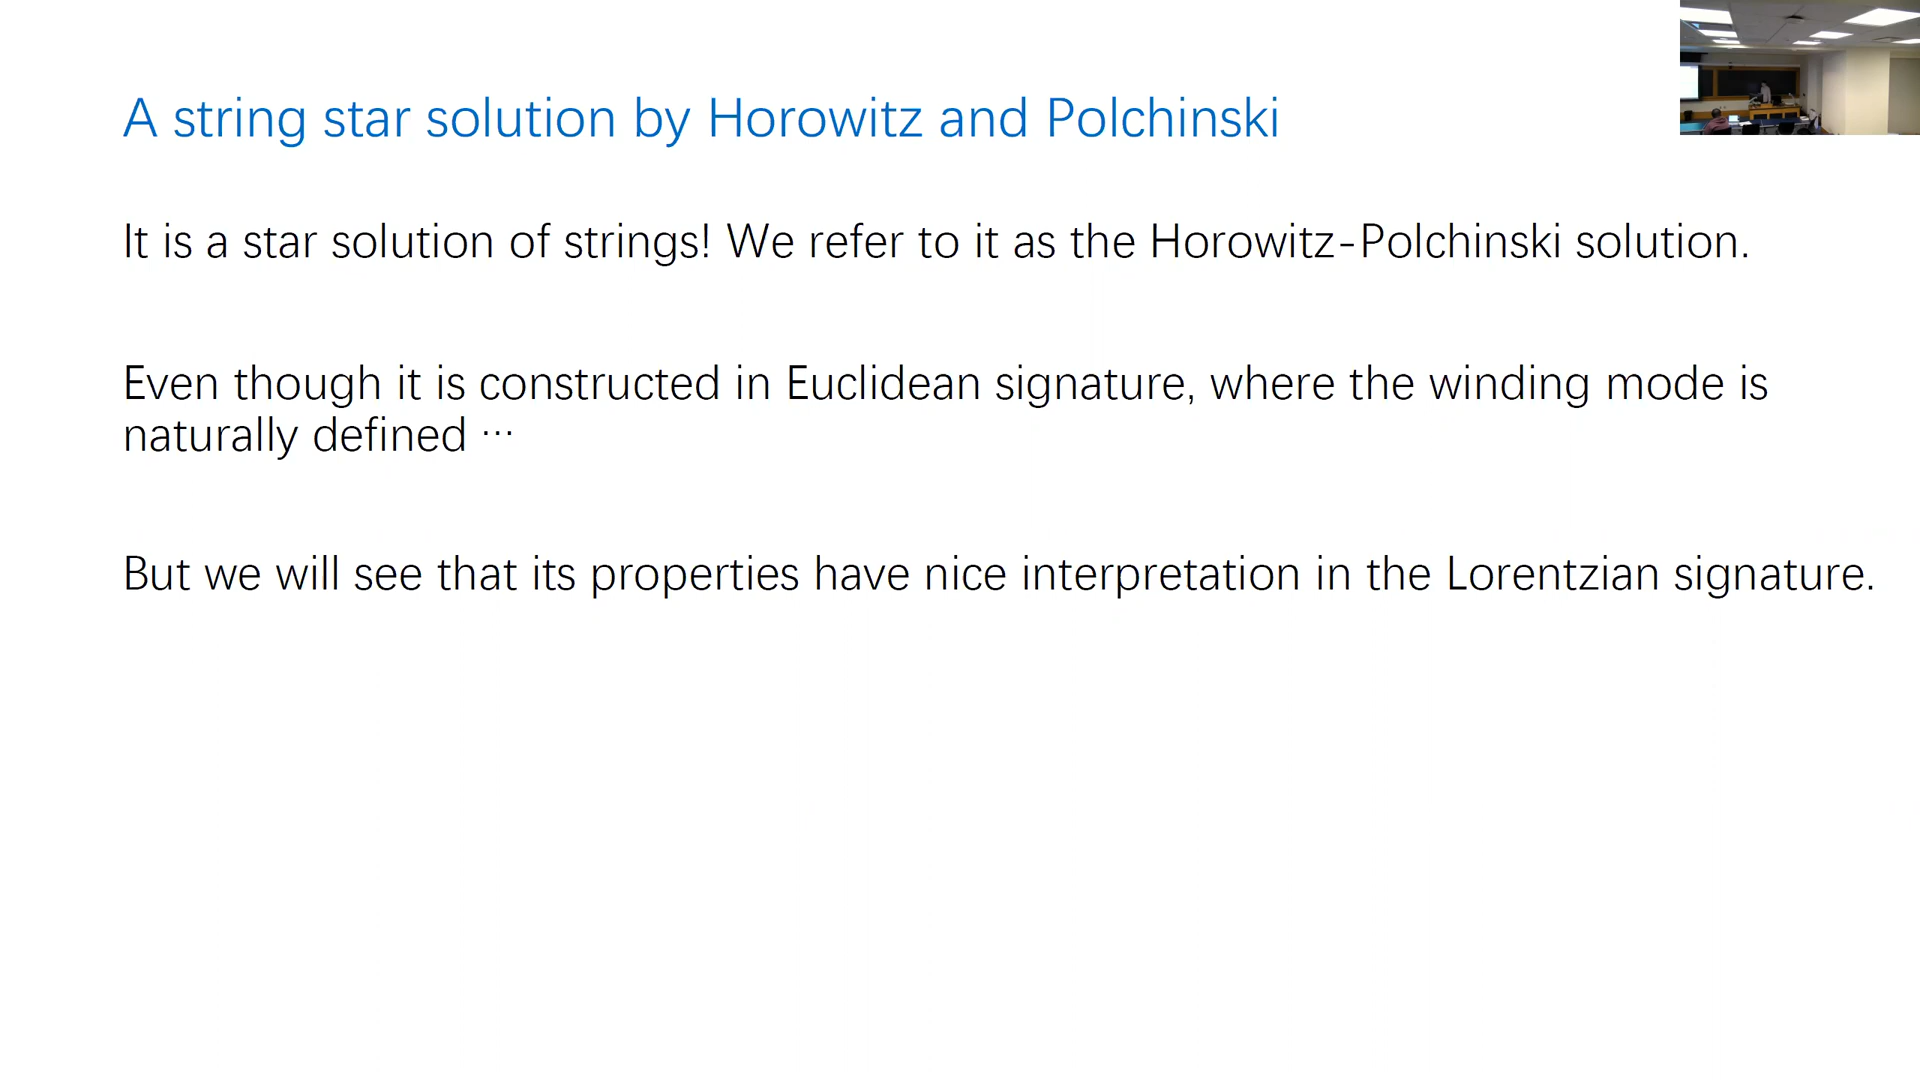 A string star solution by Horowitz and Polchinski
It is a star solution of strings! We refer to it as the Horowitz-Polchinski solution.
Even though it is constructed in Euclidean signature, where the winding mode is
naturally defined ⋯
But we will see that its properties have nice interpretation in the Lorentzian signature.